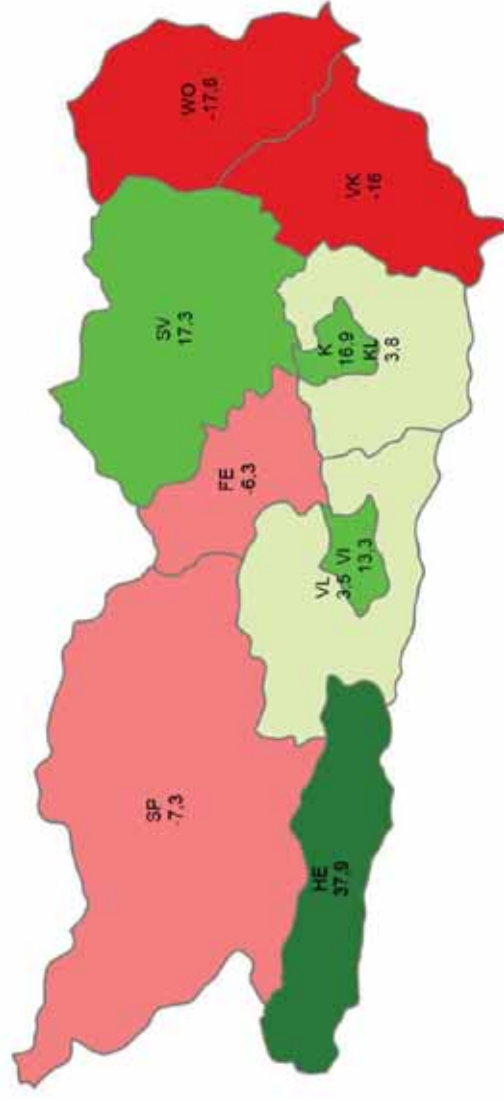 SP
-7,3
SV
17,3
WO
-17,6
FE
-6,3
HE
37,9
VL
3,5 VI
13,3
K
16,9
KL
3,8
VK
-16